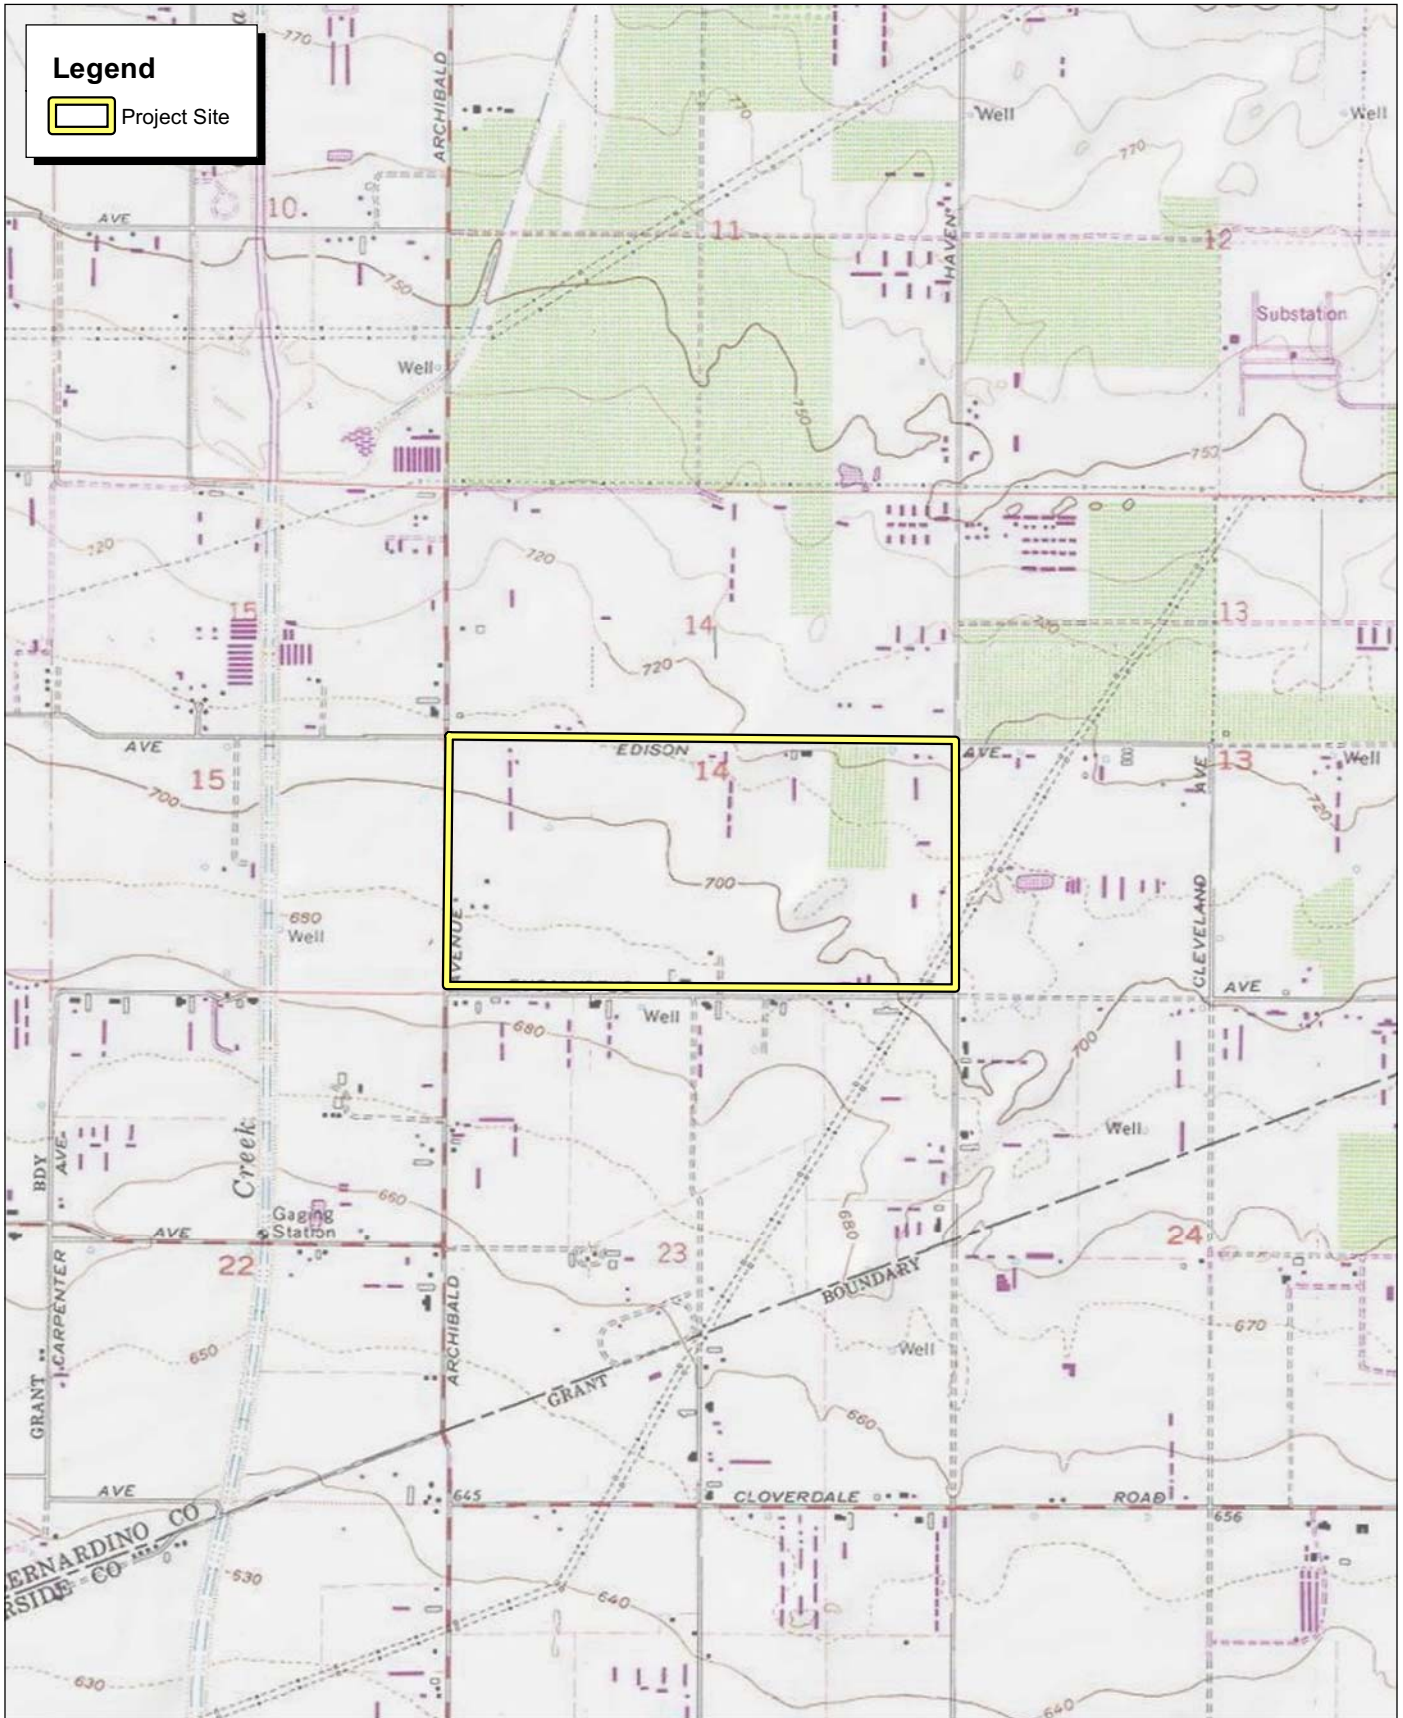 Legend
Project Site
a
770
ARCHIBALD
770
Well
770
Well
10.
AVE
11
HAVEN
12
750
Substation
Well
750
750
720
720
15
14
13
700
720
AVE
EDISON
AVE
15
14
AVE
13
Well
700
720
700
680
Well
AVENUE
CLEVELAND
AVE
680
Well
700
Creek
BDY
AVE
Well
660
Gaging
Station
AVE
680
24
22
23
CARPENTER
ARCHIBALD
BOUNDARY
670
650
Well
GRANT
GRANT
660
AVE
645
CLOVERDALE
ROAD
656
ERNARDINO CO
RSIDE CO
630
640
630
640